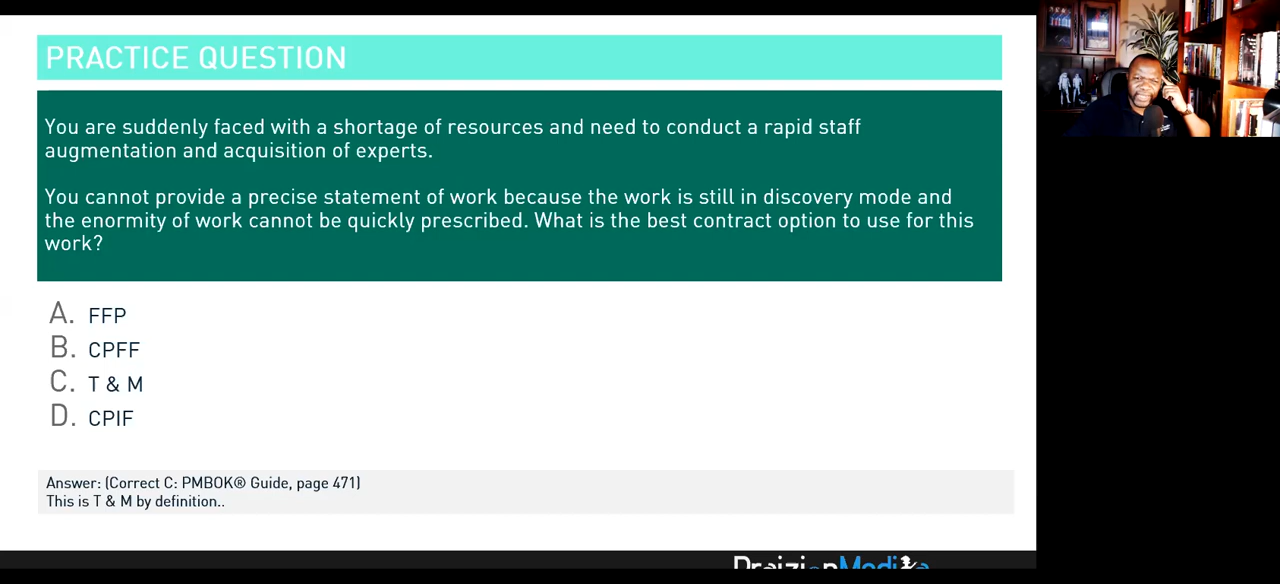 PRACTICE QUESTION
You are suddenly faced with a shortage of resources and need to conduct a rapid staff
augmentation and acquisition of experts.
You cannot provide a precise statement of work because the work is still in discovery mode and
the enormity of work cannot be quickly prescribed. What is the best contract option to use for this
work?
A. FFP
B. CPFF
C. T & M
D. CPIF
Answer: (Correct C: PMBOK® Guide, page 471)
This is T & M by definition..
PraizionMedia